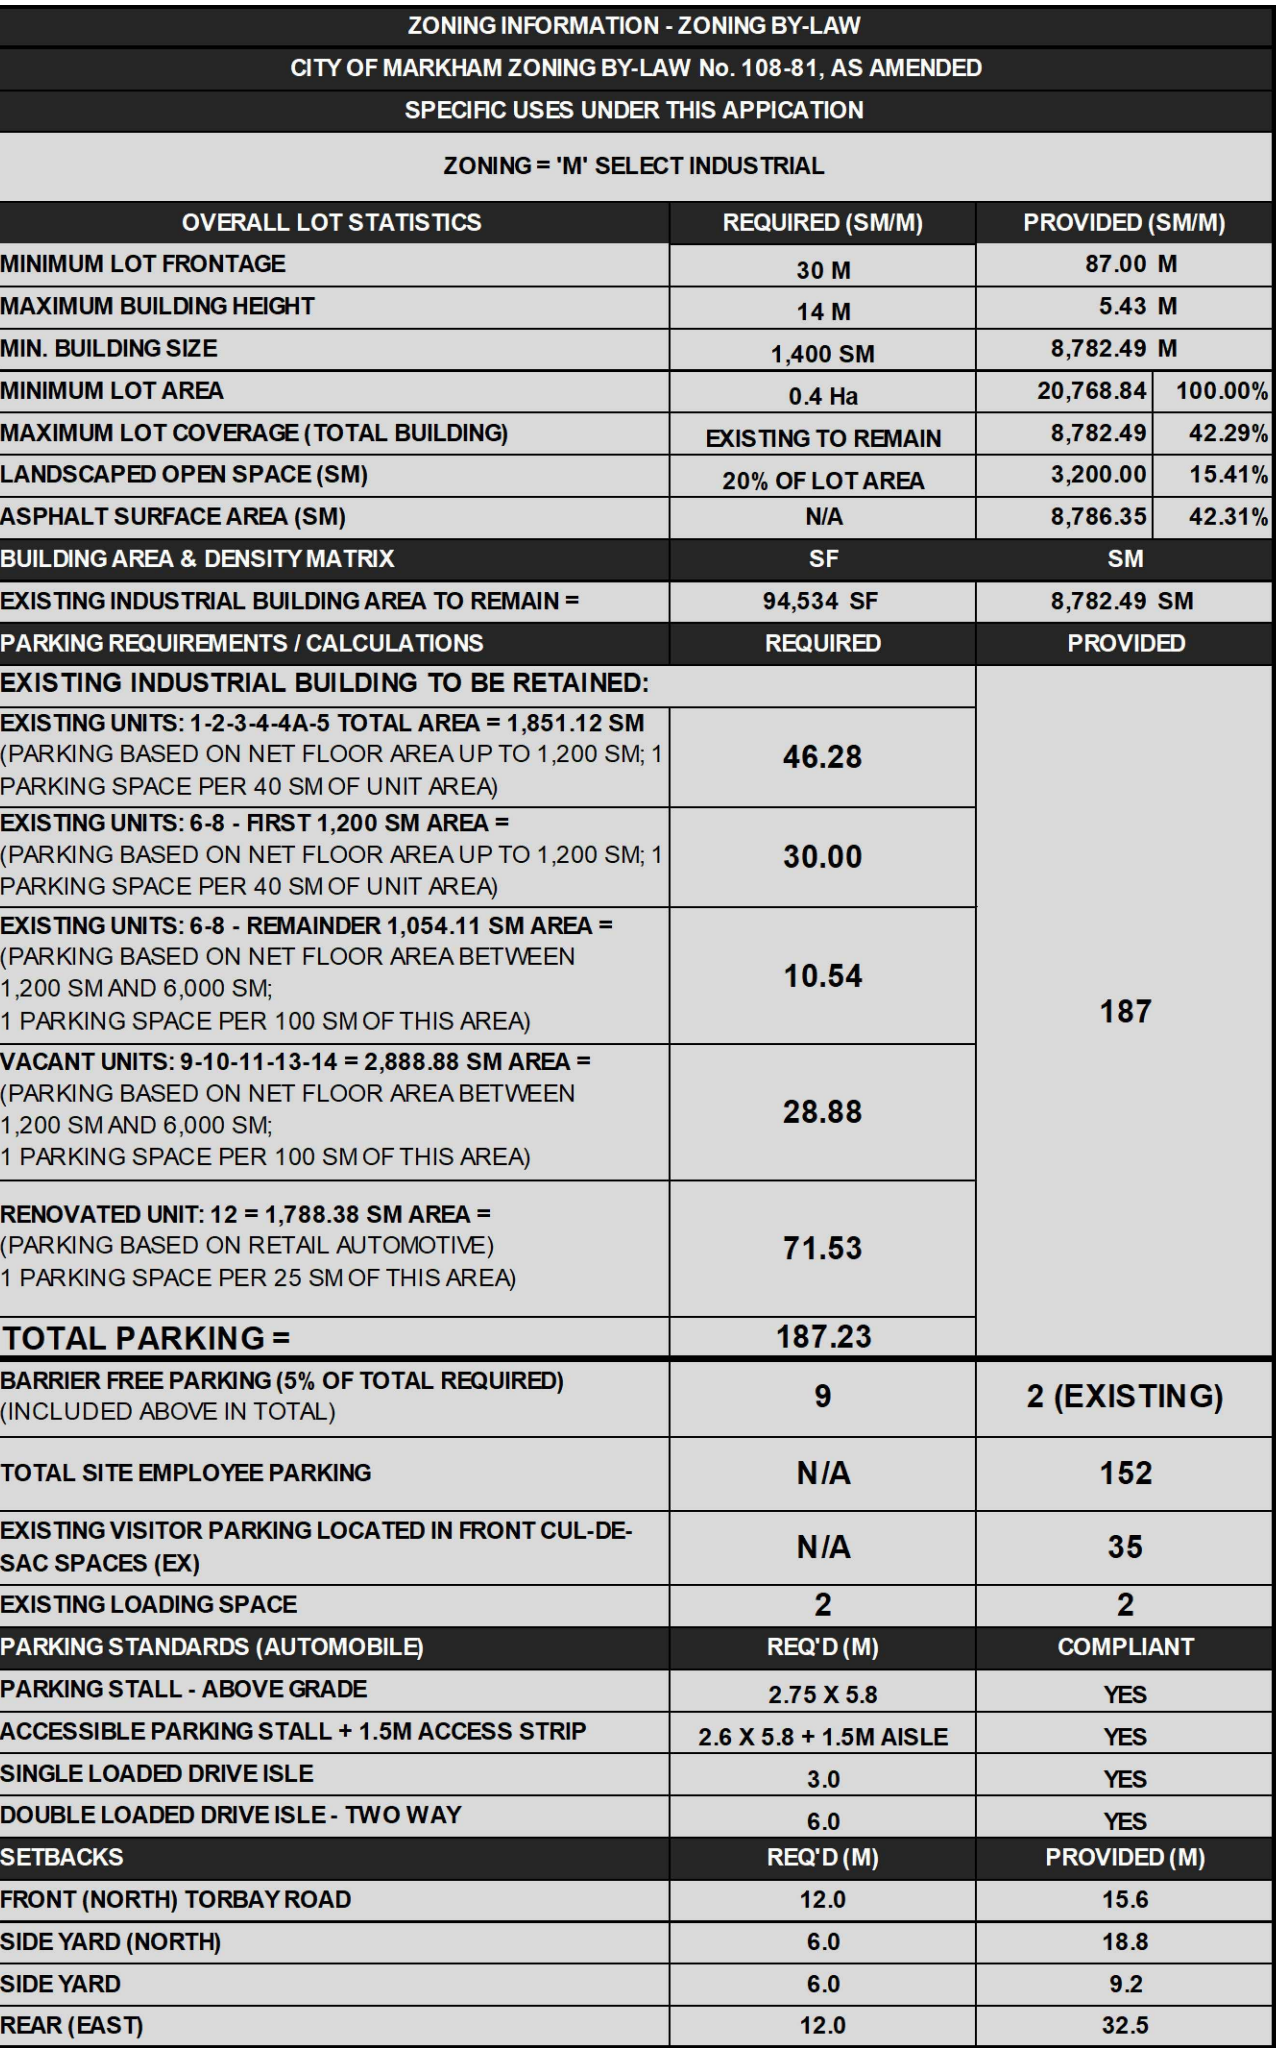 ZONING INFORMATION - ZONING BY-LAW
CITY OF MARKHAM ZONING BY-LAW No. 108-81, AS AMENDED
SPECIFIC USES UNDER THIS APPICATION
ZONING = 'M' SELECT INDUSTRIAL
OVERALL LOT STATISTICS REQUIRED (SM/M) PROVIDED (SM/M)
MINIMUM LOT FRONTAGE 30 M 87.00 M
MAXIMUM BUILDING HEIGHT 14 M 5.43 M
MIN. BUILDING SIZE 1,400 SM 8,782.49 M
MINIMUM LOT AREA 0.4 Ha 20,768.84 100.00%
MAXIMUM LOT COVERAGE (TOTAL BUILDING) EXISTING TO REMAIN 8,782.49 42.29%
LANDSCAPED OPEN SPACE (SM) 20% OF LOT AREA 3,200.00 15.41%
ASPHALT SURFACE AREA (SM) N/A 8,786.35 42.31%
BUILDING AREA & DENSITY MATRIX SF SM
EXISTING INDUSTRIAL BUILDING AREA TO REMAIN = 94,534 SF 8,782.49 SM
PARKING REQUIREMENTS / CALCULATIONS REQUIRED PROVIDED
EXISTING INDUSTRIAL BUILDING TO BE RETAINED:
EXISTING UNITS: 1-2-3-4-4A-5 TOTAL AREA = 1,851.12 SM
(PARKING BASED ON NET FLOOR AREA UP TO 1,200 SM; 1
PARKING SPACE PER 40 SM OF UNIT AREA)
46.28
EXISTING UNITS: 6-8 - FIRST 1,200 SM AREA =
(PARKING BASED ON NET FLOOR AREA UP TO 1,200 SM; 1
PARKING SPACE PER 40 SM OF UNIT AREA)
30.00
EXISTING UNITS: 6-8 - REMAINDER 1,054.11 SM AREA =
(PARKING BASED ON NET FLOOR AREA BETWEEN
1,200 SM AND 6,000 SM;
1 PARKING SPACE PER 100 SM OF THIS AREA)
10.54
187
VACANT UNITS: 9-10-11-13-14 = 2,888.88 SM AREA =
(PARKING BASED ON NET FLOOR AREA BETWEEN
1,200 SM AND 6,000 SM;
1 PARKING SPACE PER 100 SM OF THIS AREA)
28.88
RENOVATED UNIT: 12 = 1,788.38 SM AREA =
(PARKING BASED ON RETAIL AUTOMOTIVE)
1 PARKING SPACE PER 25 SM OF THIS AREA)
71.53
TOTAL PARKING = 187.23
BARRIER FREE PARKING (5% OF TOTAL REQUIRED)
(INCLUDED ABOVE IN TOTAL)
9 2 (EXISTING)
TOTAL SITE EMPLOYEE PARKING N/A 152
EXISTING VISITOR PARKING LOCATED IN FRONT CUL-DE-
SAC SPACES (EX)
N/A 35
EXISTING LOADING SPACE 2 2
PARKING STANDARDS (AUTOMOBILE) REQ'D (M) COMPLIANT
PARKING STALL - ABOVE GRADE 2.75 X 5.8 YES
ACCESSIBLE PARKING STALL + 1.5M ACCESS STRIP 2.6 X 5.8 + 1.5M AISLE YES
SINGLE LOADED DRIVE ISLE 3.0 YES
DOUBLE LOADED DRIVE ISLE - TWO WAY 6.0 YES
SETBACKS REQ'D (M) PROVIDED (M)
FRONT (NORTH) TORBAY ROAD 12.0 15.6
SIDE YARD (NORTH) 6.0 18.8
SIDE YARD 6.0 9.2
REAR (EAST) 12.0 32.5